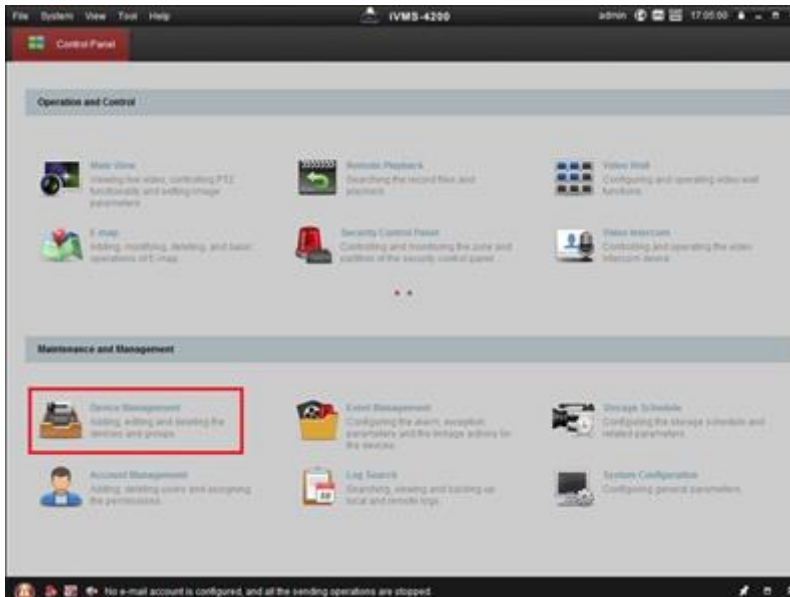 File System View Tool Help
iVMS-4200
admin 17:05:00
Control Panel
Operation and Control
Main View
Viewing live video, controlling PTZ
functionality and setting image
parameters.
Remote Playback
Searching the record files and
playback.
Video Wall
Configuring and operating video wall
functions.
E-map
Adding, modifying, deleting, and basic
operations of E-map.
Security Control Panel
Controlling and monitoring the zone and
partition of the security control panel.
Video Intercom
Controlling and operating the video
intercom device.
Maintenance and Management
Device Management
Adding, editing and deleting the
devices and groups.
Event Management
Configuring the alarm, exception
parameters and the linkage actions for
the devices.
Storage Schedule
Configuring the storage schedule and
related parameters.
Account Management
Adding, deleting users and assigning
the permissions.
Log Search
Searching, viewing and backing up
local and remote logs.
System Configuration
Configuring general parameters.
No e-mail account is configured, and all the sending operations are stopped.